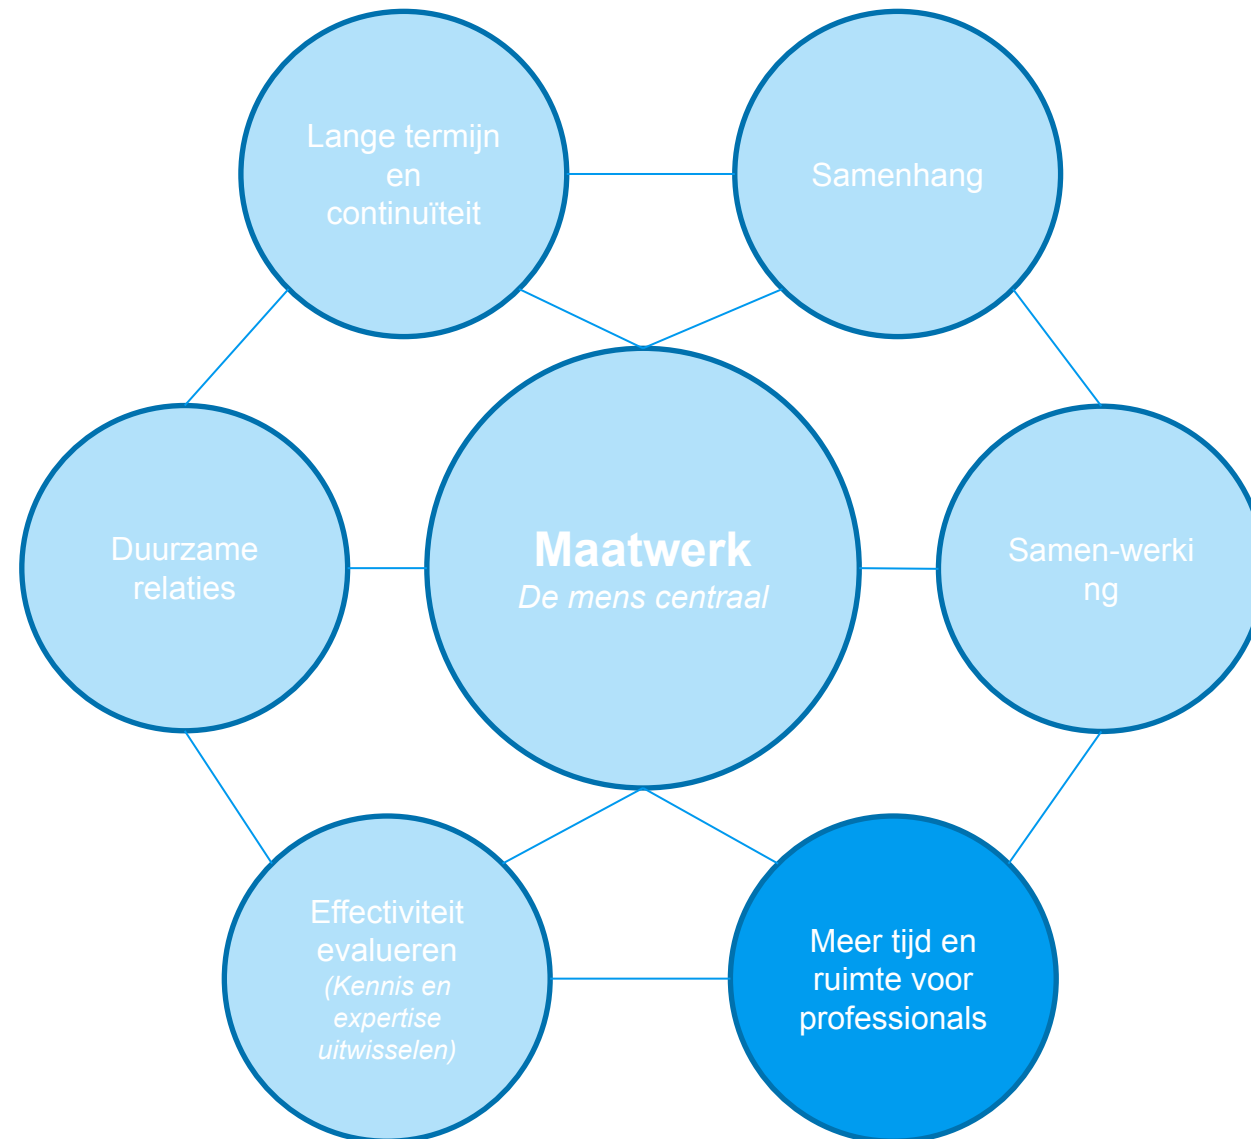 Lange termijn
en
continuïteit
Samenhang
Duurzame
relaties
Maatwerk
De mens centraal
Samen-werki
ng
Effectiviteit
evalueren
(Kennis en
expertise
uitwisselen)
Meer tijd en
ruimte voor
professionals